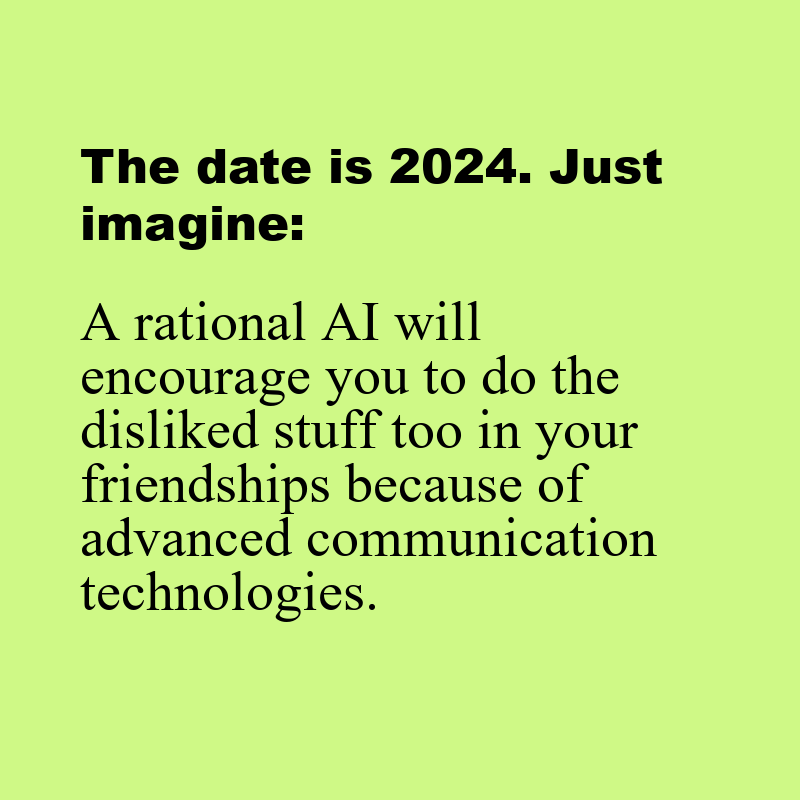 The date is 2024. Just
imagine:
A rational AI will
encourage you to do the
disliked stuff too in your
friendships because of
advanced communication
technologies.